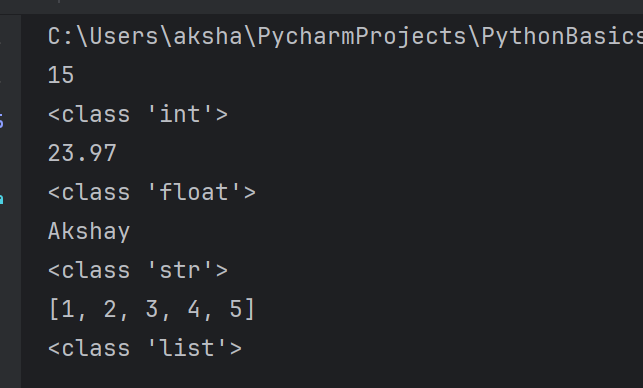 C:\Users\aksha\PycharmProjects\PythonBasics
15
<class 'int'>
23.97
<class 'float'>
Akshay
<class 'str'>
[1, 2, 3, 4, 5]
<class 'list'>